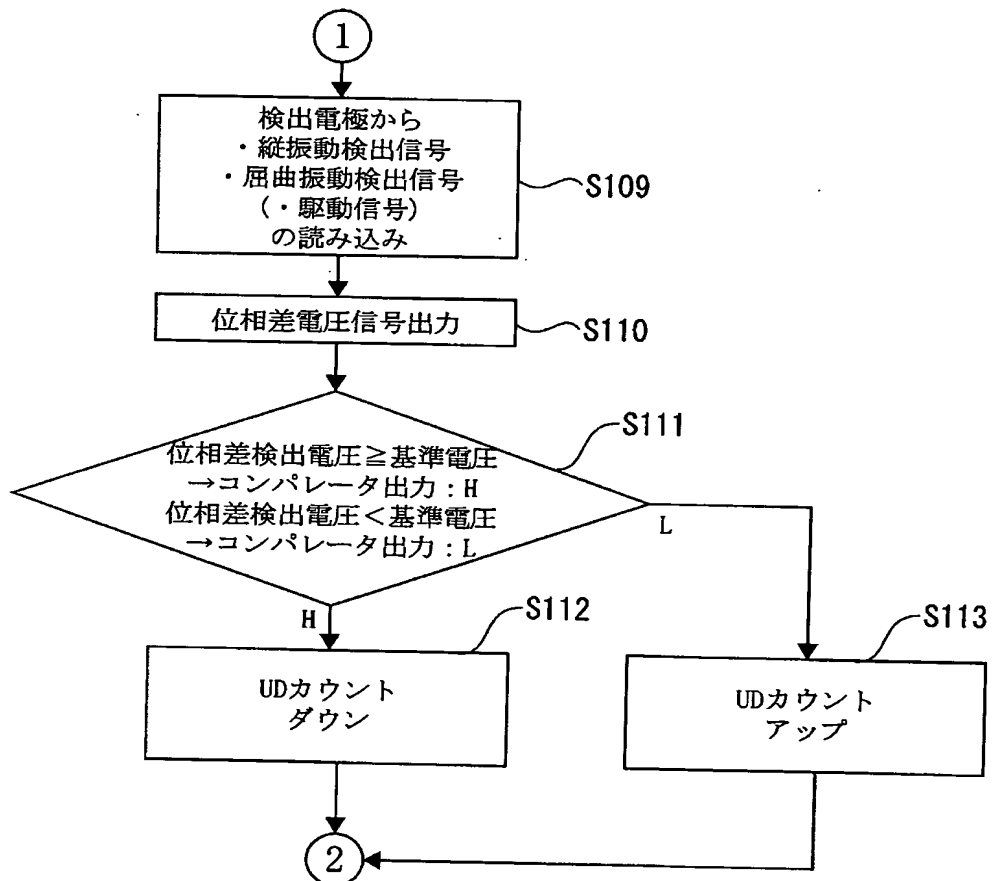 1
検出電極から
・縦振動検出信号
・屈曲振動検出信号
(・駆動信号)
の読み込み
S109
位相差電圧信号出力
S110
S111
位相差検出電圧≧基準電圧
→コンパレータ出力:H
位相差検出電圧<基準電圧
→コンパレータ出力:L
L
H
S112
S113
UDカウント
ダウン
UDカウント
アップ
2